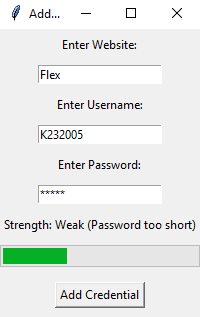 Add...
Enter Website:
Flex
Enter Username:
K232005
Enter Password:
*****
Strength: Weak (Password too short)
Add Credential